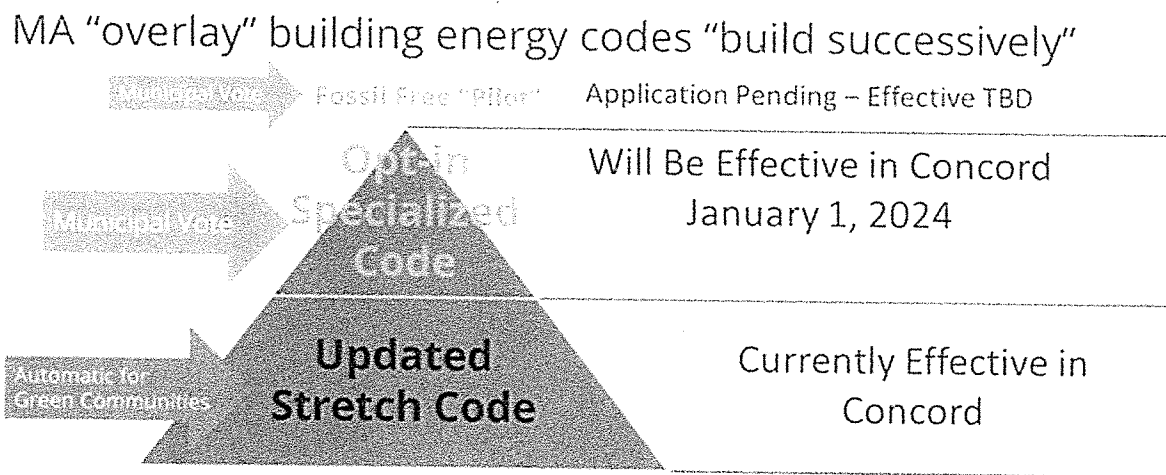 MA “overlay” building energy codes “build successively”
Municipal Vote
Fossil Free "Pilot"
Application Pending – Effective TBD
Opt-in
Specialized
Code
Municipal Vote
Will Be Effective in Concord
January 1, 2024
Updated
Stretch Code
Automatic for
Green Communities
Currently Effective in
Concord